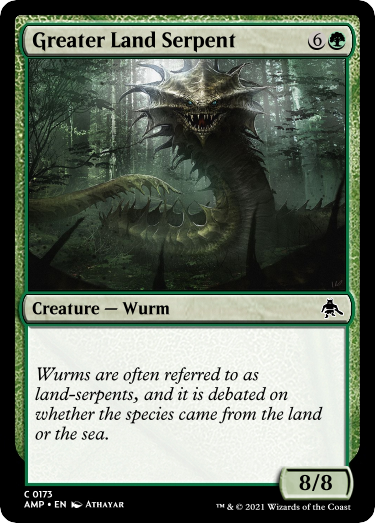 Greater Land Serpent 6
Creature — Wurm
Wurms are often referred to as
land-serpents, and it is debated on
whether the species came from the land
or the sea.
8/8
C 0173
AMP • EN ATHAYAR
™ & © 2021 Wizards of the Coast